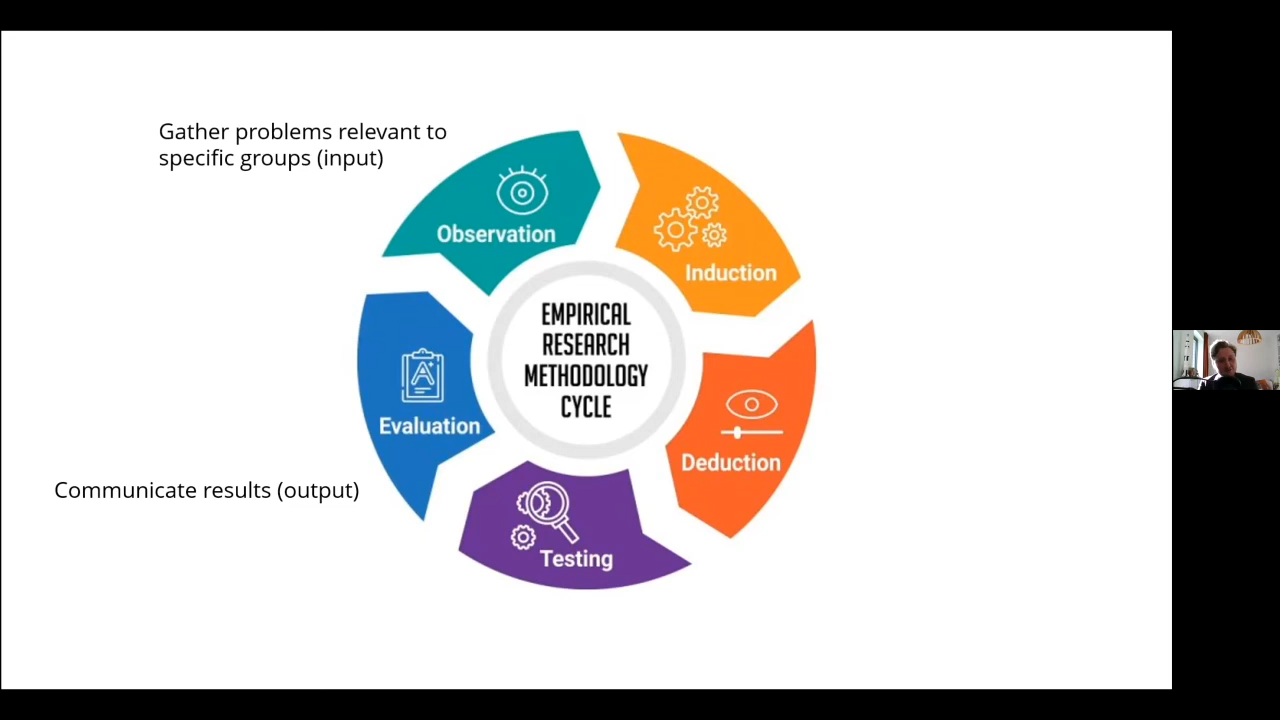 Gather problems relevant to
specific groups (input)
Observation
Induction
EMPIRICAL
RESEARCH
METHODOLOGY
CYCLE
Evaluation
Deduction
Communicate results (output)
Testing